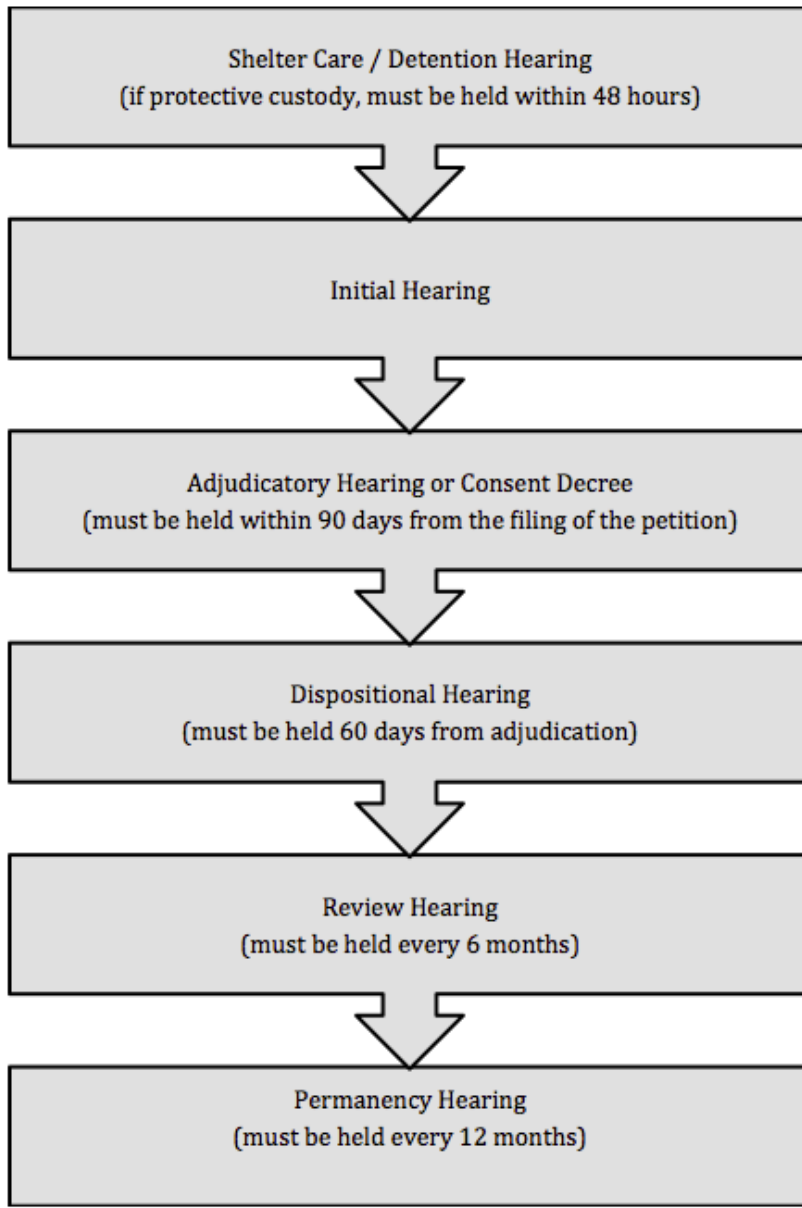 Shelter Care / Detention Hearing
(if protective custody, must be held within 48 hours)
Initial Hearing
Adjudicatory Hearing or Consent Decree
(must be held within 90 days from the filing of the petition)
Dispositional Hearing
(must be held 60 days from adjudication)
Review Hearing
(must be held every 6 months)
Permanency Hearing
(must be held every 12 months)